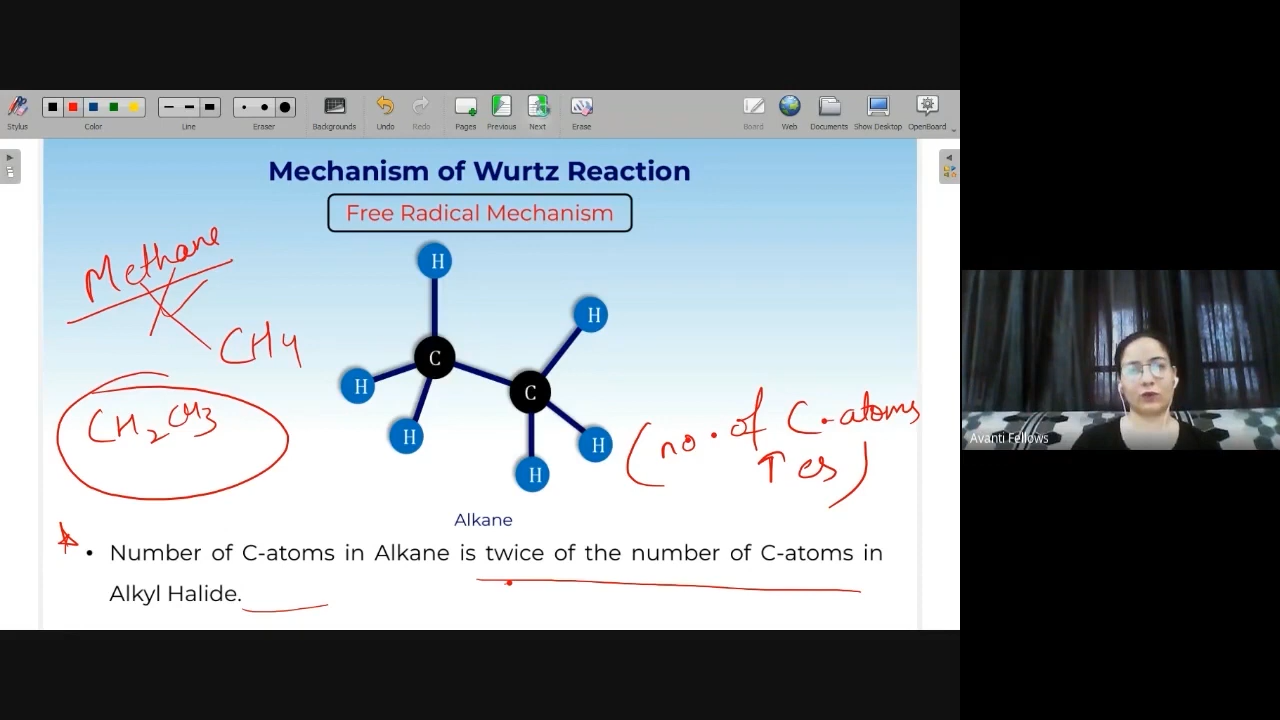 Stylus
Color
Line
Eraser
Backgrounds
Undo
Redo
Pages
Previous
Next
Erase
Board
Web
Documents
Show Desktop
OpenBoard
Mechanism of Wurtz Reaction
Free Radical Mechanism
Methane
CH4
CH2CH3
H
H
C
H
C
H
H
H
(no. of C-atoms
↑es)
Alkane
Avanti Fellows
• Number of C-atoms in Alkane is twice of the number of C-atoms in
Alkyl Halide.